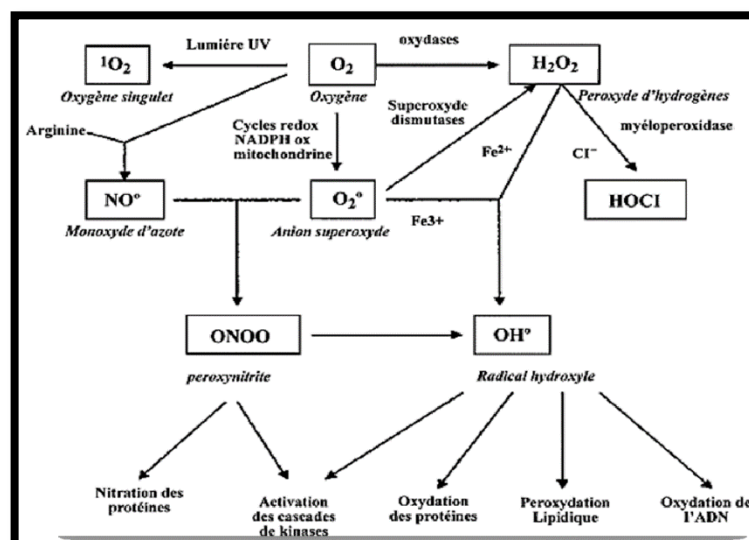 Lumiére UV
oxydases
¹O₂
O₂
H₂O₂
Oxygène singulet
Oxygène
Peroxyde d'hydrogènes
Arginine
Cycles redox
NADPH ox
mitochondrine
Superoxyde
dismutases
myéloperoxidase
Fe²⁺
Cl⁻
NO°
O₂°
HOCI
Monoxyde d'azote
Anion superoxyde
Fe3+
ONOO
OH°
peroxynitrite
Radical hydroxyle
Nitration des
protéines
Activation
des cascades
de kinases
Oxydation
des protéines
Peroxydation
Lipidique
Oxydation de
l'ADN